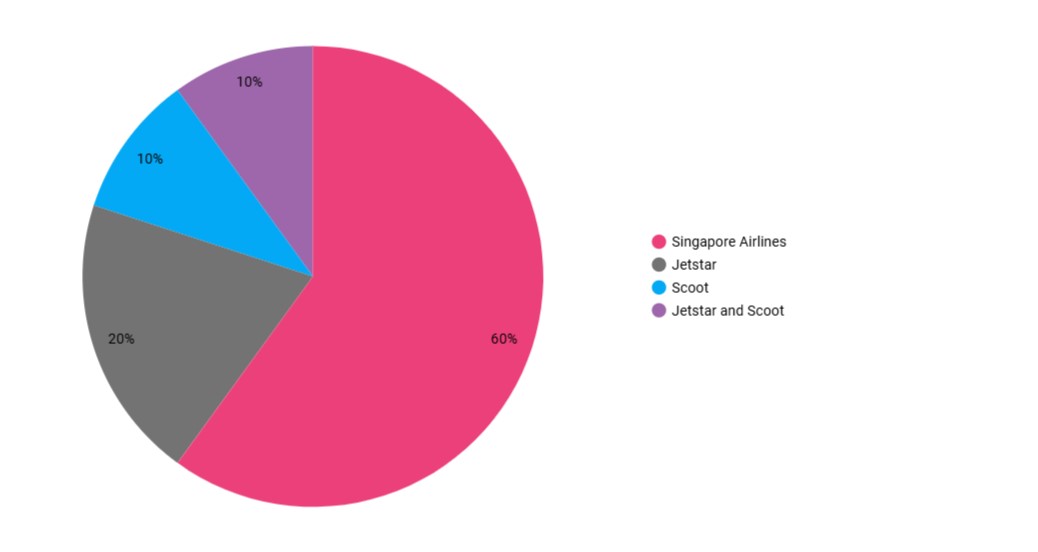 10%
10%
20%
60%
Singapore Airlines
Jetstar
Scoot
Jetstar and Scoot